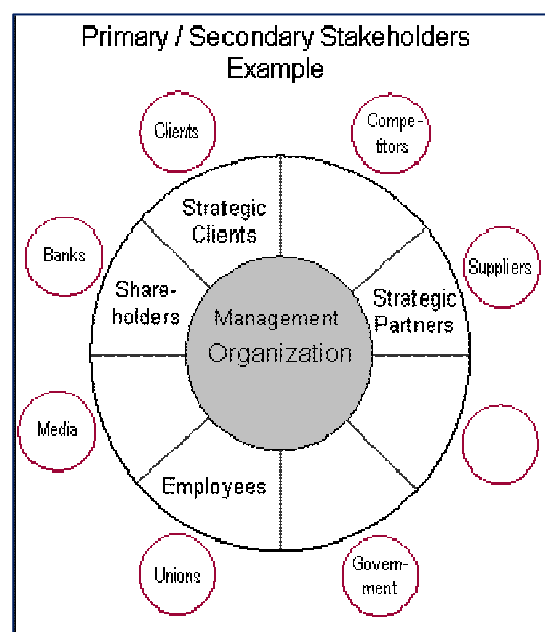 Primary / Secondary Stakeholders
Example
Clients
Compe-
titors
Strategic
Clients
Banks
Suppliers
Share-
holders
Strategic
Partners
Management
Organization
Media
Employees
Unions
Govern-
ment